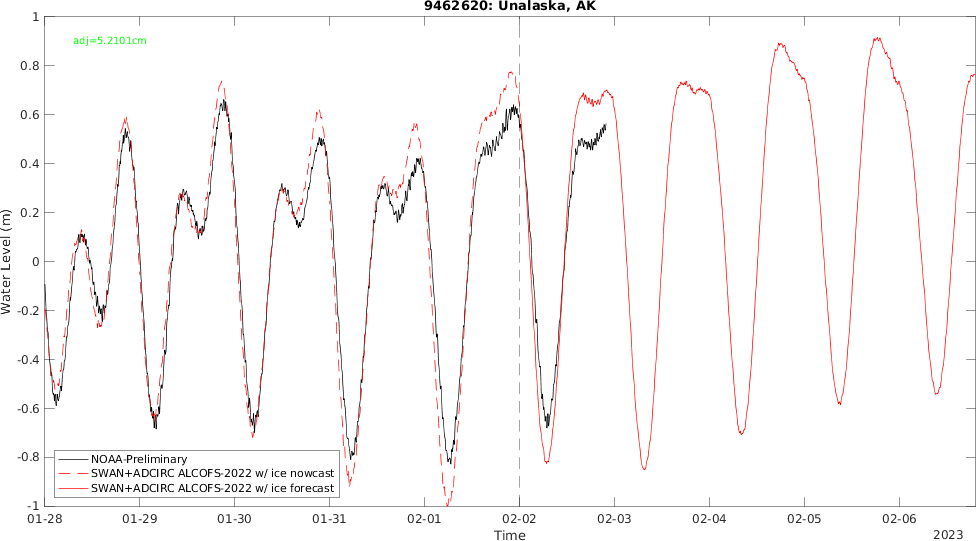 9462620: Unalaska, AK
adj=5.2101cm
Water Level (m)
1
0.8
0.6
0.4
0.2
0
-0.2
-0.4
-0.6
-0.8
-1
NOAA-Preliminary
SWAN+ADCIRC ALCOFS-2022 w/ ice nowcast
SWAN+ADCIRC ALCOFS-2022 w/ ice forecast
01-28 01-29 01-30 01-31 02-01 02-02 02-03 02-04 02-05 02-06
Time
2023